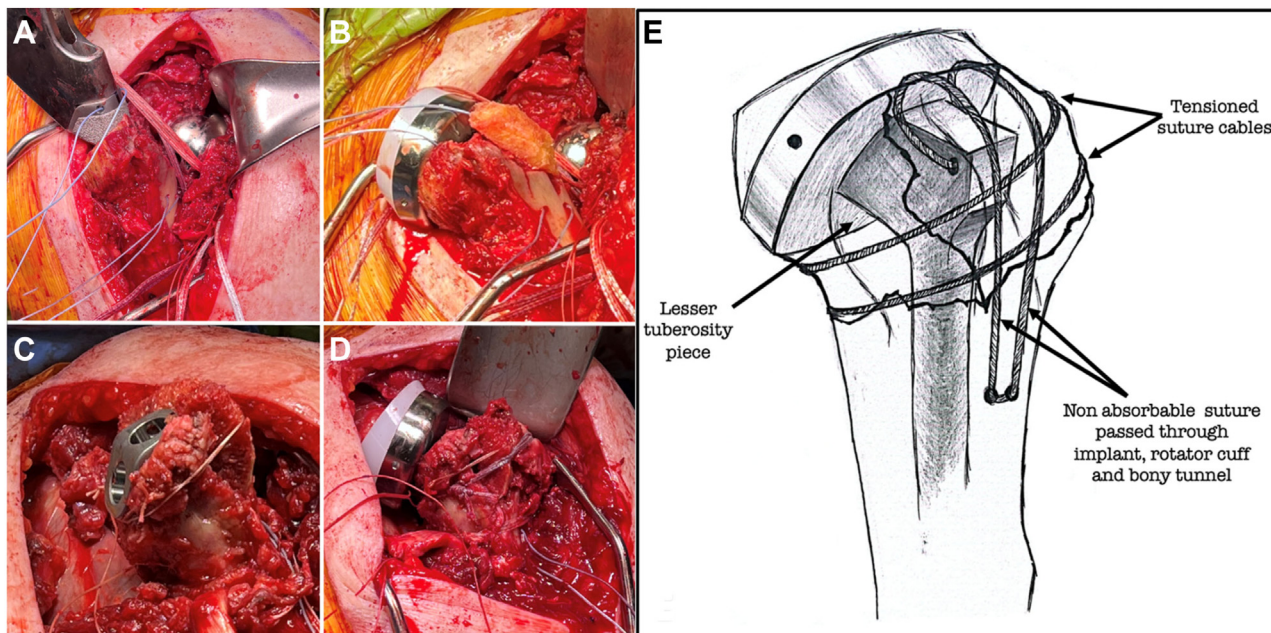 A
B
C
D
E
Tensioned
suture cables
Lesser
tuberosity
piece
Non absorbable suture
passed through
implant, rotator cuff
and bony tunnel